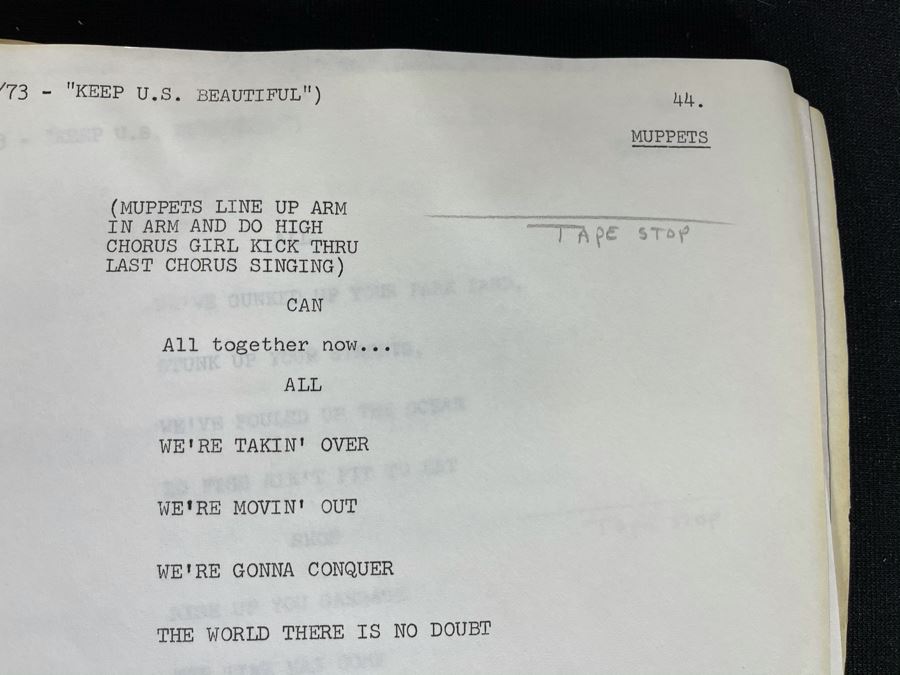 /73 - "KEEP U.S. BEAUTIFUL")
44.
MUPPETS
(MUPPETS LINE UP ARM
IN ARM AND DO HIGH
CHORUS GIRL KICK THRU
LAST CHORUS SINGING)
TAPE STOP
CAN
All together now...
ALL
WE'RE TAKIN' OVER
WE'RE MOVIN' OUT
WE'RE GONNA CONQUER
THE WORLD THERE IS NO DOUBT